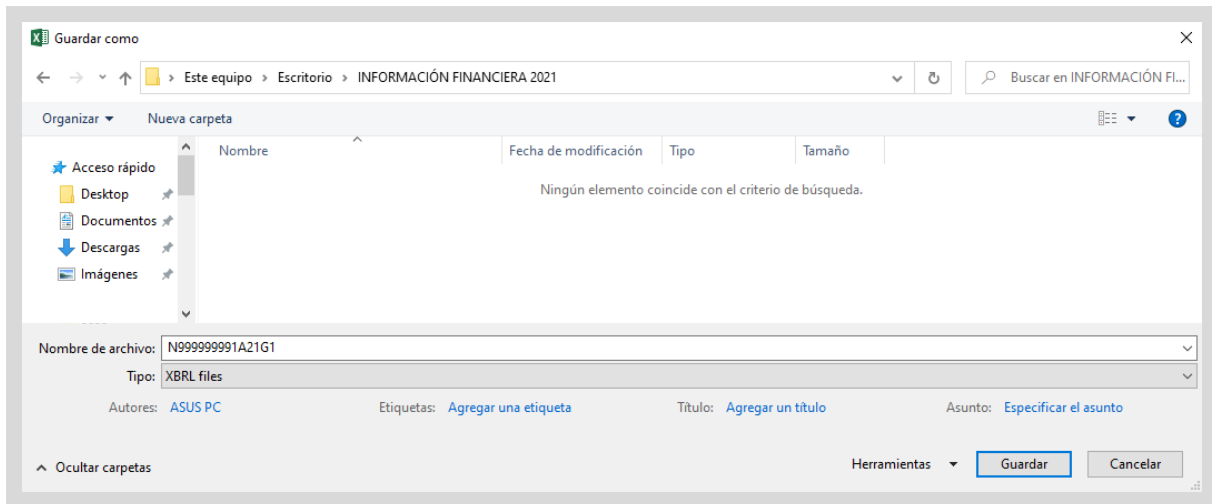 Guardar como
Este equipo > Escritorio > INFORMACIÓN FINANCIERA 2021
Buscar en INFORMACIÓN FI...
Organizar Nueva carpeta
Nombre Fecha de modificación Tipo Tamaño
Ningún elemento coincide con el criterio de búsqueda.
Acceso rápido
Desktop
Documentos
Descargas
Imágenes
Nombre de archivo: N999999991A21G1
Tipo: XBRL files
Autores: ASUS PC Etiquetas: Agregar una etiqueta Título: Agregar un título Asunto: Especificar el asunto
Ocultar carpetas Herramientas Guardar Cancelar